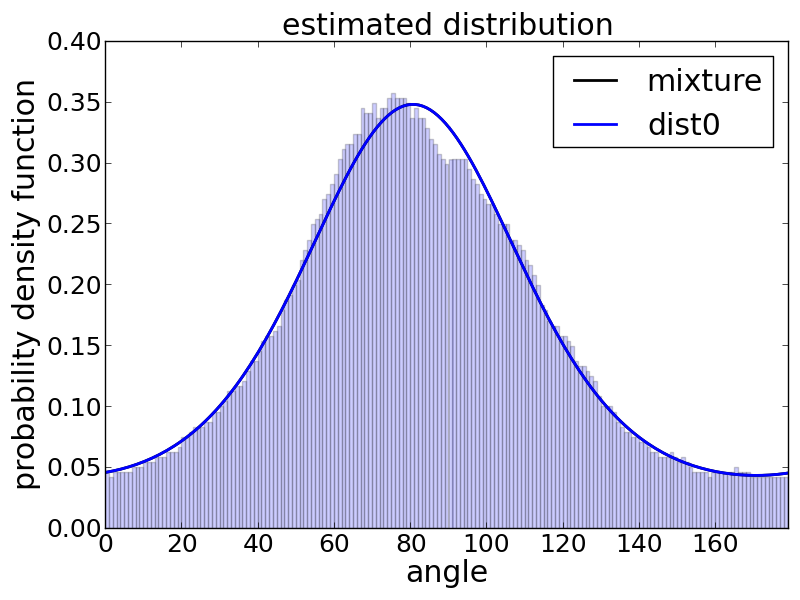 estimated distribution
mixture
dist0
probability density function
0.40
0.35
0.30
0.25
0.20
0.15
0.10
0.05
0.00
0 20 40 60 80 100 120 140 160
angle